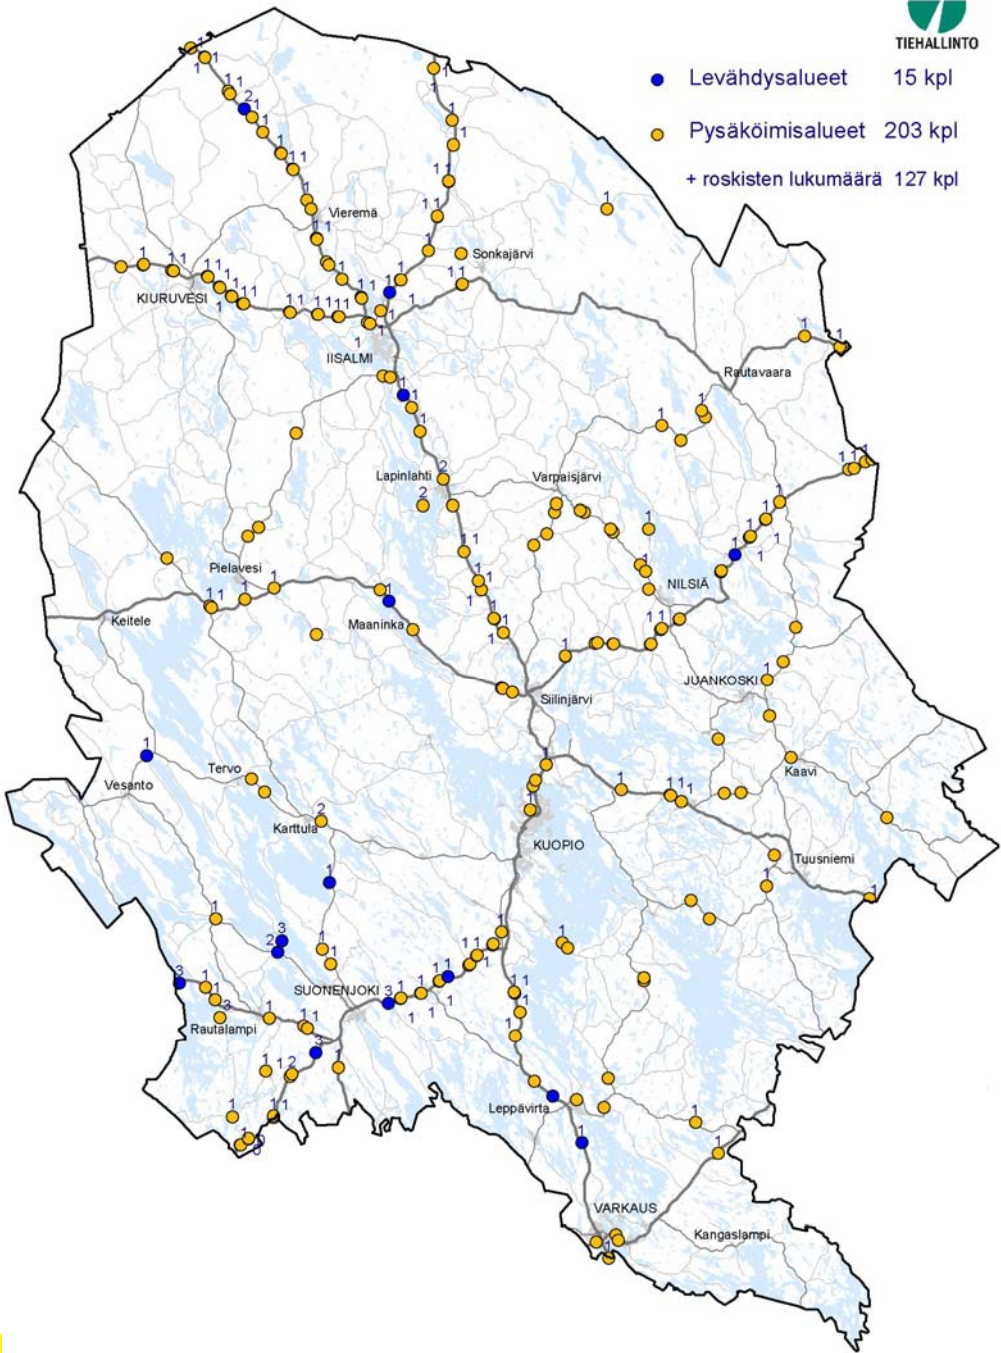 TIEHALLINTO
Levähdysalueet 15 kpl
Pysäköimisalueet 203 kpl
+ roskisten lukumäärä 127 kpl
Vieremä
Sonkajärvi
KIURUVESI
IISALMI
Rautavaara
Lapinlahti
Varpaisjärvi
Pielavesi
NILSIÄ
Keitele
Maaninka
JUANKOSKI
Siilinjärvi
Tervo
Kaavi
Vesanto
Karttula
KUOPIO
Tuusniemi
SUONENJOKI
Rautalampi
Leppävirta
VARKAUS
Kangaslampi